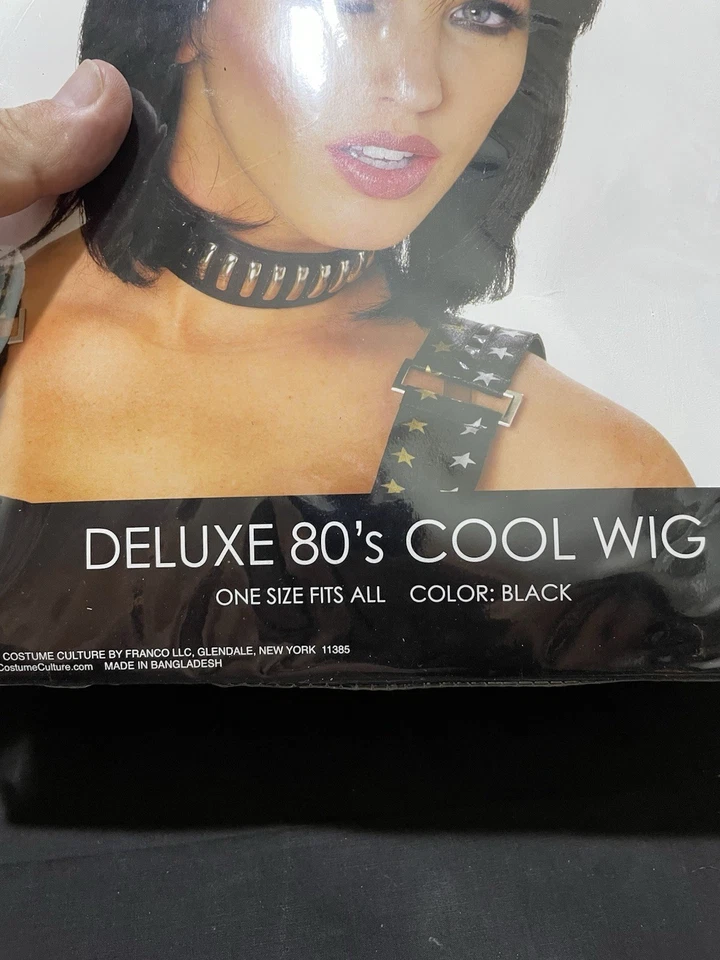 DELUXE 80's COOL WIG
ONE SIZE FITS ALL COLOR: BLACK
COSTUME CULTURE BY FRANCO LLC, GLENDALE, NEW YORK 11385
CostumeCulture.com MADE IN BANGLADESH